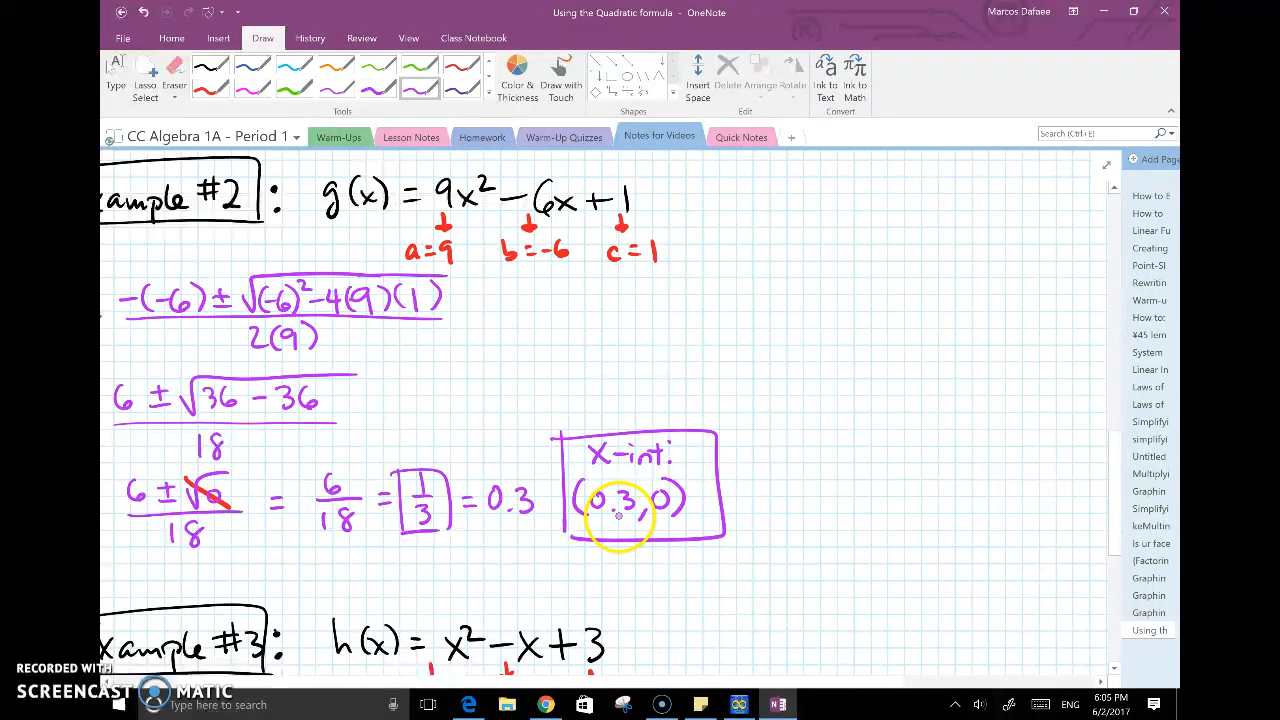 Using the Quadratic formula - OneNote
Marcos Dafaee
File Home Insert Draw History Review View Class Notebook
Type Lasso Select Eraser Color & Thickness Draw with Touch Insert Space Delete Arrange Rotate Ink to Text Ink to Math
Tools Shapes Edit Convert
CC Algebra 1A - Period 1 Warm-Ups Lesson Notes Homework Warm-Up Quizzes Notes for Videos Quick Notes + Search (Ctrl+E)
Add Page
How to E
Linear Fu
Creating
Point-Sl
Rewritin
Warm-u
How to:
¥45 lem
System
Linear In
Laws of
Laws of
simplifyi
Untitled
Multiplyi
Simplifyi
keMultin
Is ur face
{Factorin
Graphin
Graphin
Graphin
Using th
ample #2 : g(x) = 9x² - 6x + 1
a=9 b=-6 c=1
-(-6) ± √(-6)² - 4(9)(1)
2(9)
6 ± √36 - 36
18
6 ± √0 = 6/18 = 1/3 = 0.3
18
x-int:
(0.3, 0)
xample #3 : h(x) = x² - x + 3
RECORDED WITH
SCREENCAST MATIC
Type here to search
ENG
6:05 PM
6/2/2017